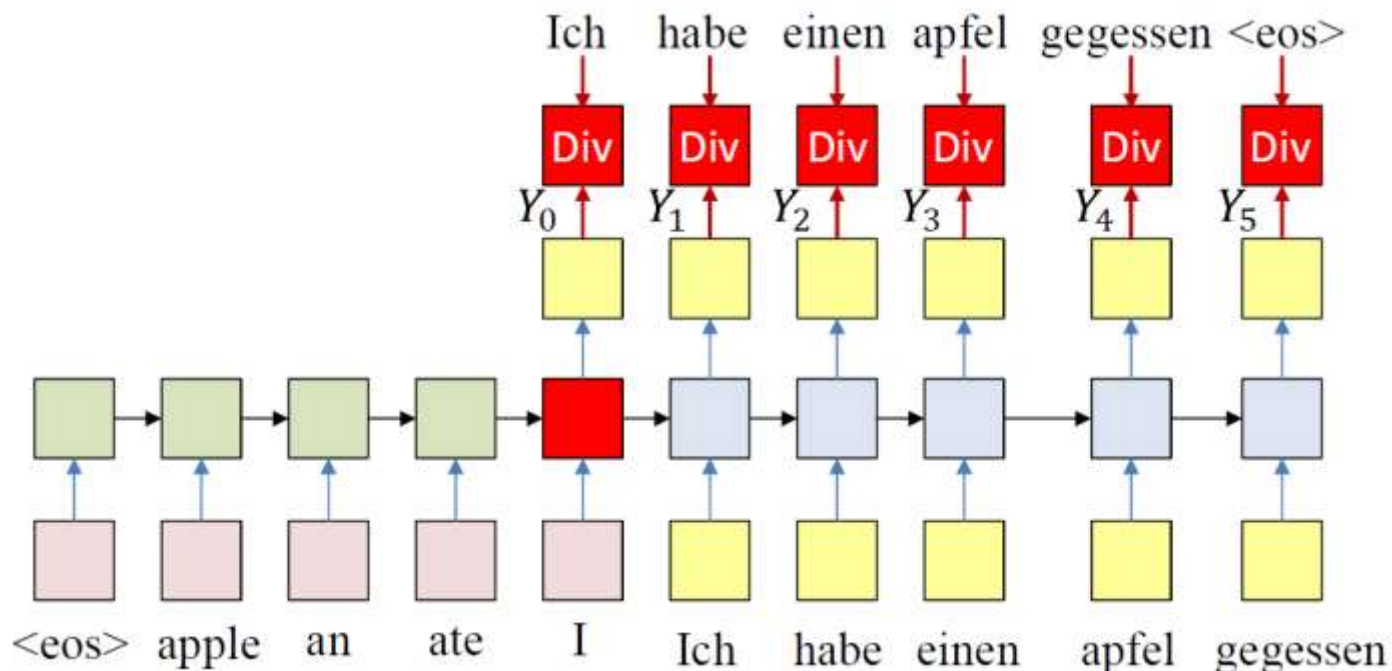 Ich habe einen apfel gegessen <eos>
Div Div Div Div Div Div
Y₀ Y₁ Y₂ Y₃ Y₄ Y₅
<eos> apple an ate I Ich habe einen apfel gegessen